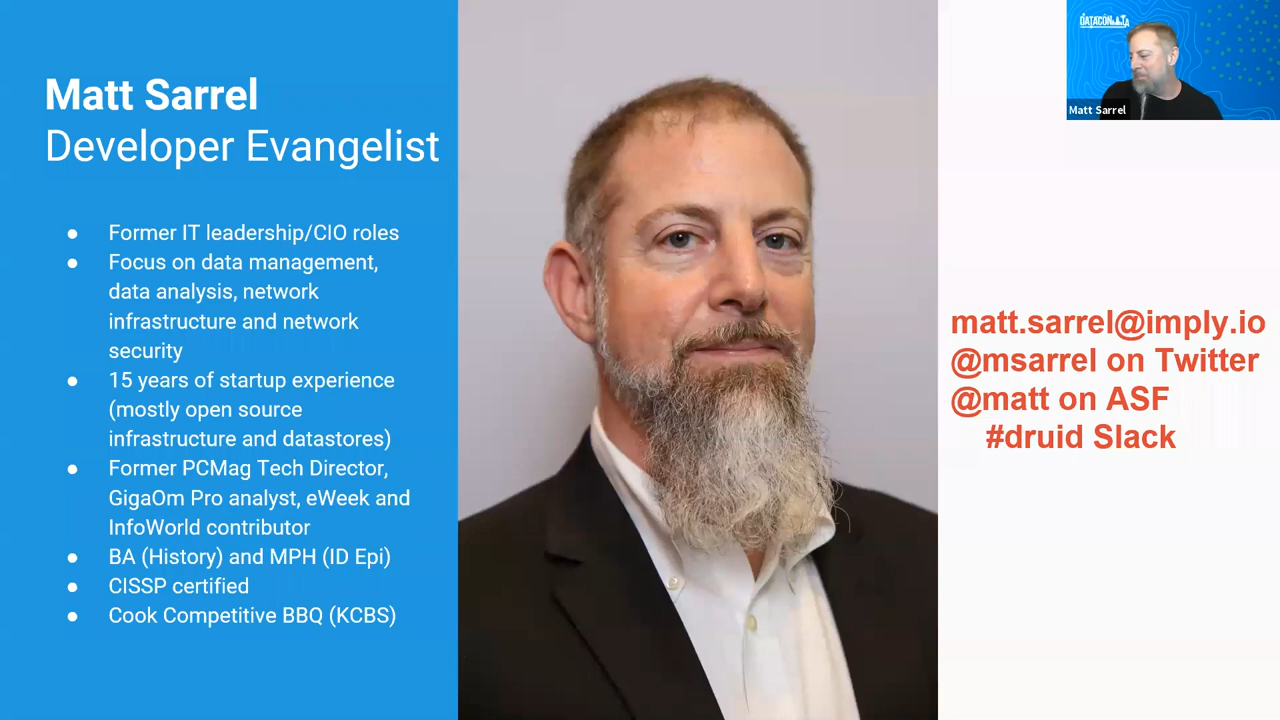 Matt Sarrel
Developer Evangelist
● Former IT leadership/CIO roles
● Focus on data management,
data analysis, network
infrastructure and network
security
● 15 years of startup experience
(mostly open source
infrastructure and datastores)
● Former PCMag Tech Director,
GigaOm Pro analyst, eWeek and
InfoWorld contributor
● BA (History) and MPH (ID Epi)
● CISSP certified
● Cook Competitive BBQ (KCBS)
matt.sarrel@imply.io
@msarrel on Twitter
@matt on ASF
#druid Slack
Matt Sarrel